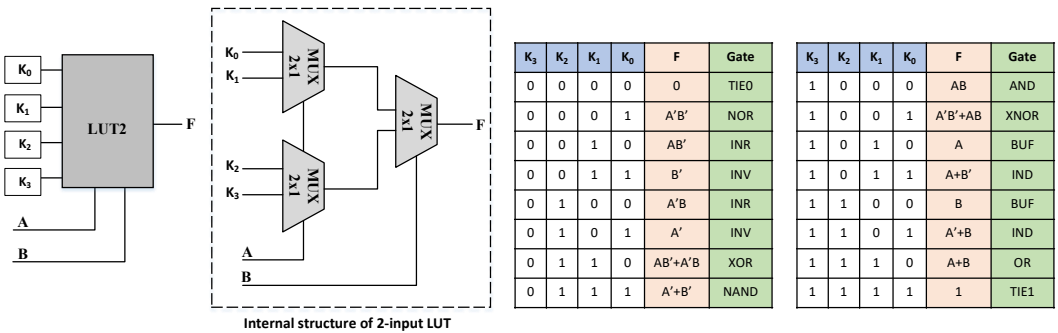 K0
K1
K2
K3
LUT2
F
A
B
K0
K1
MUX
2x1
K2
K3
MUX
2x1
MUX
2x1
F
A
B
Internal structure of 2-input LUT
K3 K2 K1 K0 F Gate
0 0 0 0 0 TIE0
0 0 0 1 A'B' NOR
0 0 1 0 AB' INR
0 0 1 1 B' INV
0 1 0 0 A'B INR
0 1 0 1 A' INV
0 1 1 0 AB'+A'B XOR
0 1 1 1 A'+B' NAND
K3 K2 K1 K0 F Gate
1 0 0 0 AB AND
1 0 0 1 A'B'+AB XNOR
1 0 1 0 A BUF
1 0 1 1 A+B' IND
1 1 0 0 B BUF
1 1 0 1 A'+B IND
1 1 1 0 A+B OR
1 1 1 1 1 TIE1